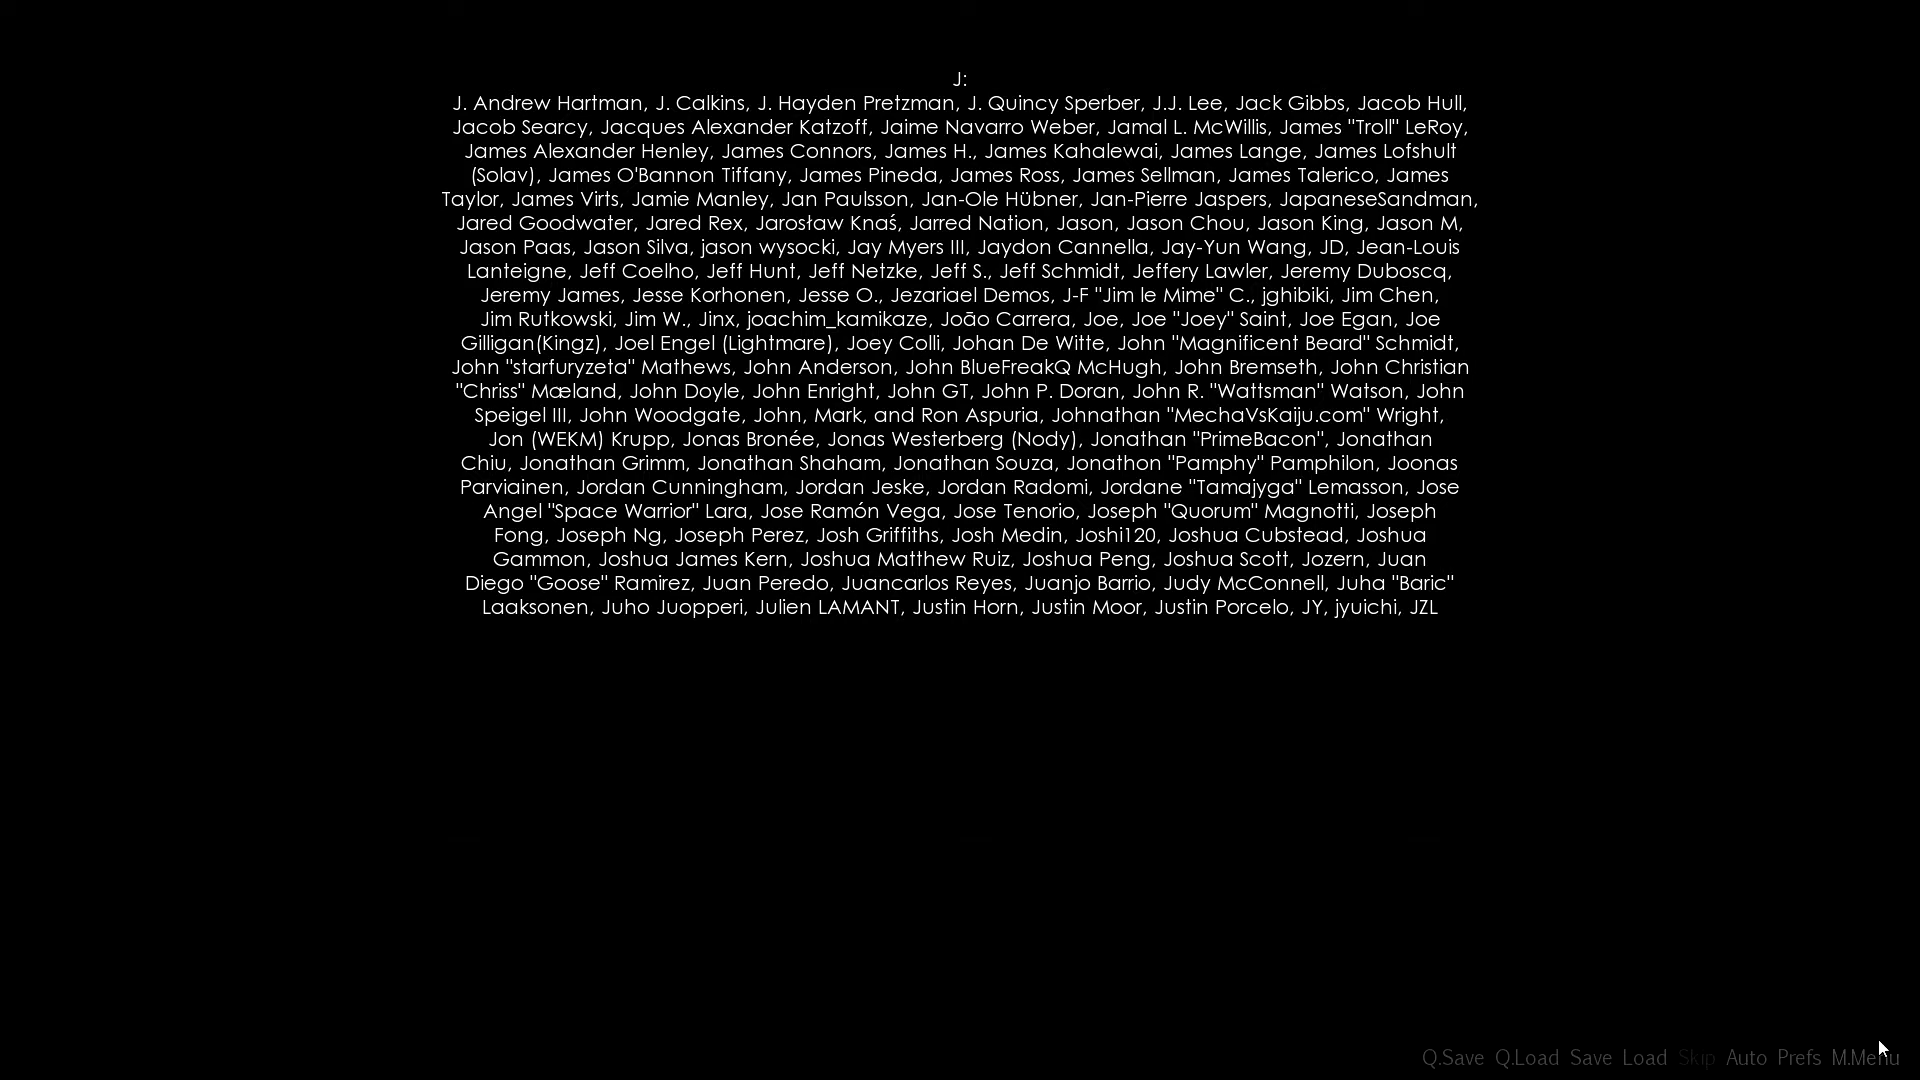 J:
J. Andrew Hartman, J. Calkins, J. Hayden Pretzman, J. Quincy Sperber, J.J. Lee, Jack Gibbs, Jacob Hull,
Jacob Searcy, Jacques Alexander Katzoff, Jaime Navarro Weber, Jamal L. McWillis, James "Troll" LeRoy,
James Alexander Henley, James Connors, James H., James Kahalewai, James Lange, James Lofshult
(Solav), James O'Bannon Tiffany, James Pineda, James Ross, James Sellman, James Talerico, James
Taylor, James Virts, Jamie Manley, Jan Paulsson, Jan-Ole Hübner, Jan-Pierre Jaspers, JapaneseSandman,
Jared Goodwater, Jared Rex, Jarosław Knaś, Jarred Nation, Jason, Jason Chou, Jason King, Jason M,
Jason Paas, Jason Silva, jason wysocki, Jay Myers III, Jaydon Cannella, Jay-Yun Wang, JD, Jean-Louis
Lanteigne, Jeff Coelho, Jeff Hunt, Jeff Netzke, Jeff S., Jeff Schmidt, Jeffery Lawler, Jeremy Duboscq,
Jeremy James, Jesse Korhonen, Jesse O., Jezariael Demos, J-F "Jim le Mime" C., jghibiki, Jim Chen,
Jim Rutkowski, Jim W., Jinx, joachim_kamikaze, João Carrera, Joe, Joe "Joey" Saint, Joe Egan, Joe
Gilligan(Kingz), Joel Engel (Lightmare), Joey Colli, Johan De Witte, John "Magnificent Beard" Schmidt,
John "starfuryzeta" Mathews, John Anderson, John BlueFreakQ McHugh, John Bremseth, John Christian
"Chriss" Mæland, John Doyle, John Enright, John GT, John P. Doran, John R. "Wattsman" Watson, John
Speigel III, John Woodgate, John, Mark, and Ron Aspuria, Johnathan "MechaVsKaiju.com" Wright,
Jon (WEKM) Krupp, Jonas Bronée, Jonas Westerberg (Nody), Jonathan "PrimeBacon", Jonathan
Chiu, Jonathan Grimm, Jonathan Shaham, Jonathan Souza, Jonathon "Pamphy" Pamphilon, Joonas
Parviainen, Jordan Cunningham, Jordan Jeske, Jordan Radomi, Jordane "Tamajyga" Lemasson, Jose
Angel "Space Warrior" Lara, Jose Ramón Vega, Jose Tenorio, Joseph "Quorum" Magnotti, Joseph
Fong, Joseph Ng, Joseph Perez, Josh Griffiths, Josh Medin, Joshi120, Joshua Cubstead, Joshua
Gammon, Joshua James Kern, Joshua Matthew Ruiz, Joshua Peng, Joshua Scott, Jozern, Juan
Diego "Goose" Ramirez, Juan Peredo, Juancarlos Reyes, Juanjo Barrio, Judy McConnell, Juha "Baric"
Laaksonen, Juho Juopperi, Julien LAMANT, Justin Horn, Justin Moor, Justin Porcelo, JY, jyuichi, JZL
Q.Save Q.Load Save Load Skip Auto Prefs M.Menu